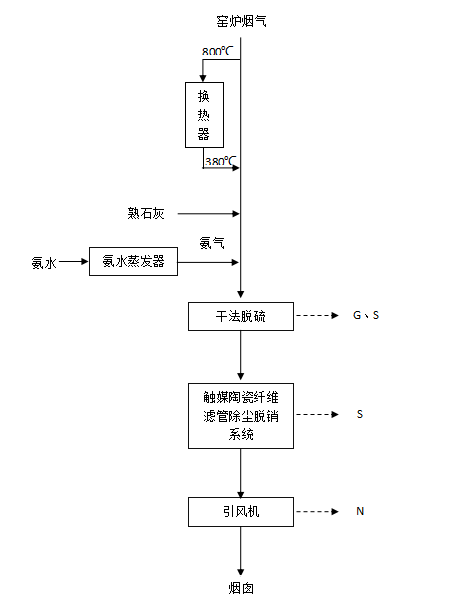 窑炉烟气
800℃
换
热
器
380℃
熟石灰
氨气
氨水
氨水蒸发器
干法脱硫
G、S
触媒陶瓷纤维
滤管除尘脱销
系统
S
引风机
N
烟囱